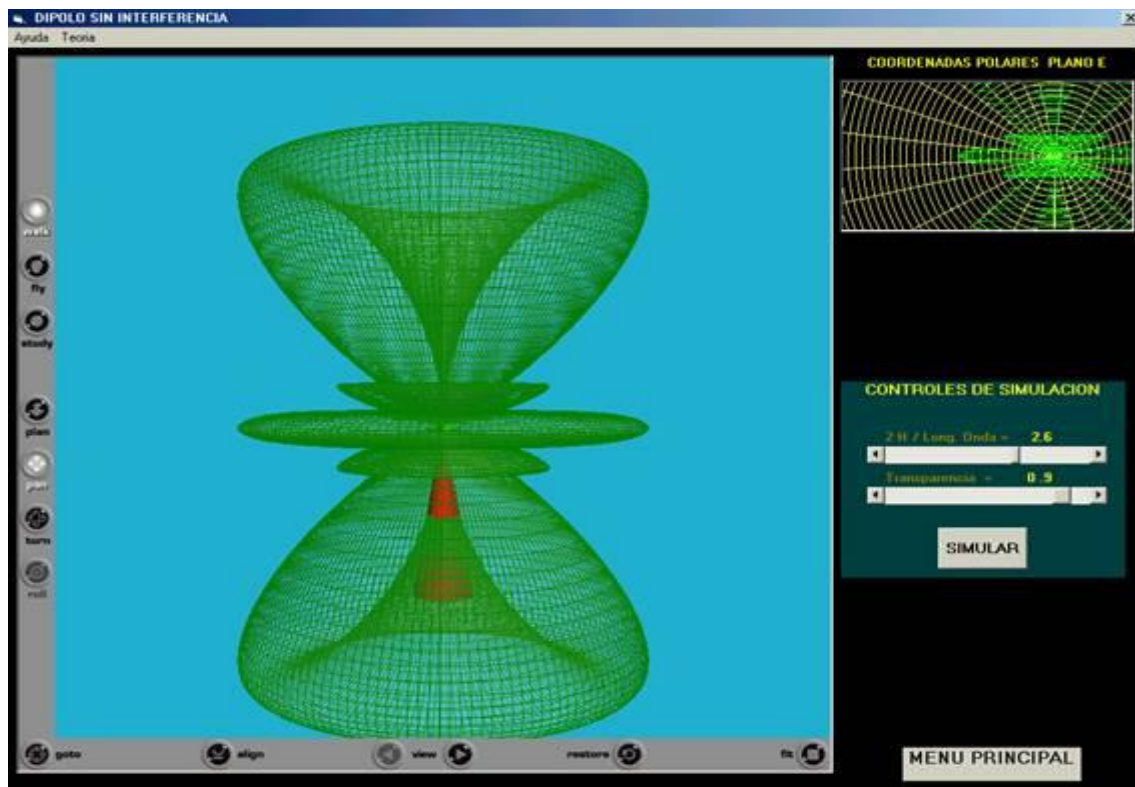 DIPOLO SIN INTERFERENCIA
Ayuda Teoria
COORDENADAS POLARES PLANO E
walk
fly
study
plan
pan
turn
roll
CONTROLES DE SIMULACION
2 H / Long. Onda = 2.6
Transparencia = 0.9
SIMULAR
goto align view restore fit
MENU PRINCIPAL